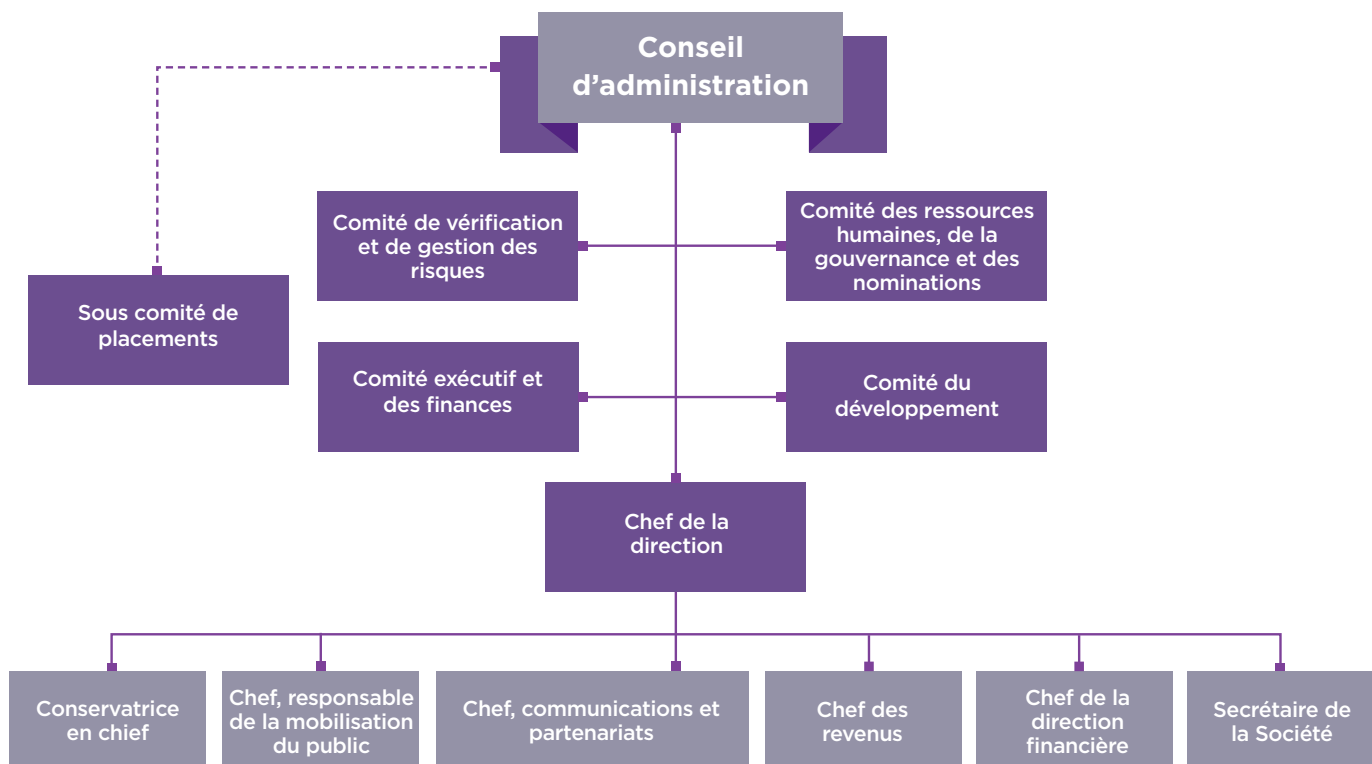 Conseil
d’administration
Comité de vérification
et de gestion des
risques
Comité des ressources
humaines, de la
gouvernance et des
nominations
Sous comité de
placements
Comité exécutif et
des finances
Comité du
développement
Chef de la
direction
Conservatrice
en chief
Chef, responsable
de la mobilisation
du public
Chef, communications et
partenariats
Chef des
revenus
Chef de la
direction
financière
Secrétaire de
la Société